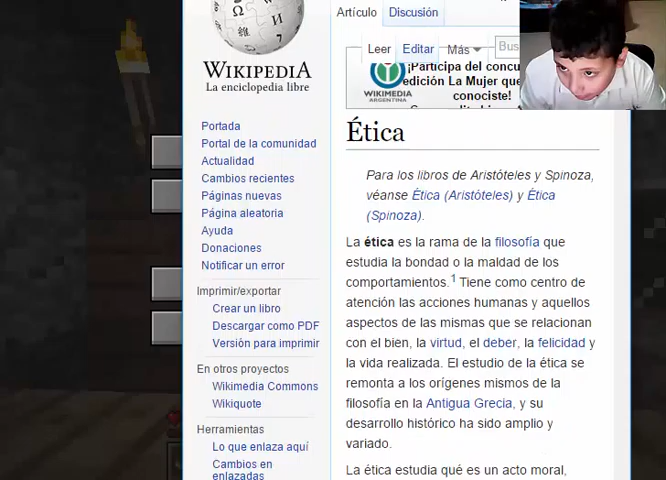 Artículo Discusión
Leer Editar Más Bus
WIKIPEDIA
La enciclopedia libre
¡Participa del concu
edición La Mujer que
conociste!
WIKIMEDIA
ARGENTINA
Portada
Portal de la comunidad
Actualidad
Cambios recientes
Páginas nuevas
Página aleatoria
Ayuda
Donaciones
Notificar un error
Imprimir/exportar
Crear un libro
Descargar como PDF
Versión para imprimir
En otros proyectos
Wikimedia Commons
Wikiquote
Herramientas
Lo que enlaza aquí
Cambios en
enlazadas
Ética
Para los libros de Aristóteles y Spinoza,
véanse Ética (Aristóteles) y Ética
(Spinoza).
La ética es la rama de la filosofía que
estudia la bondad o la maldad de los
comportamientos.1 Tiene como centro de
atención las acciones humanas y aquellos
aspectos de las mismas que se relacionan
con el bien, la virtud, el deber, la felicidad y
la vida realizada. El estudio de la ética se
remonta a los orígenes mismos de la
filosofía en la Antigua Grecia, y su
desarrollo histórico ha sido amplio y
variado.
La ética estudia qué es un acto moral,